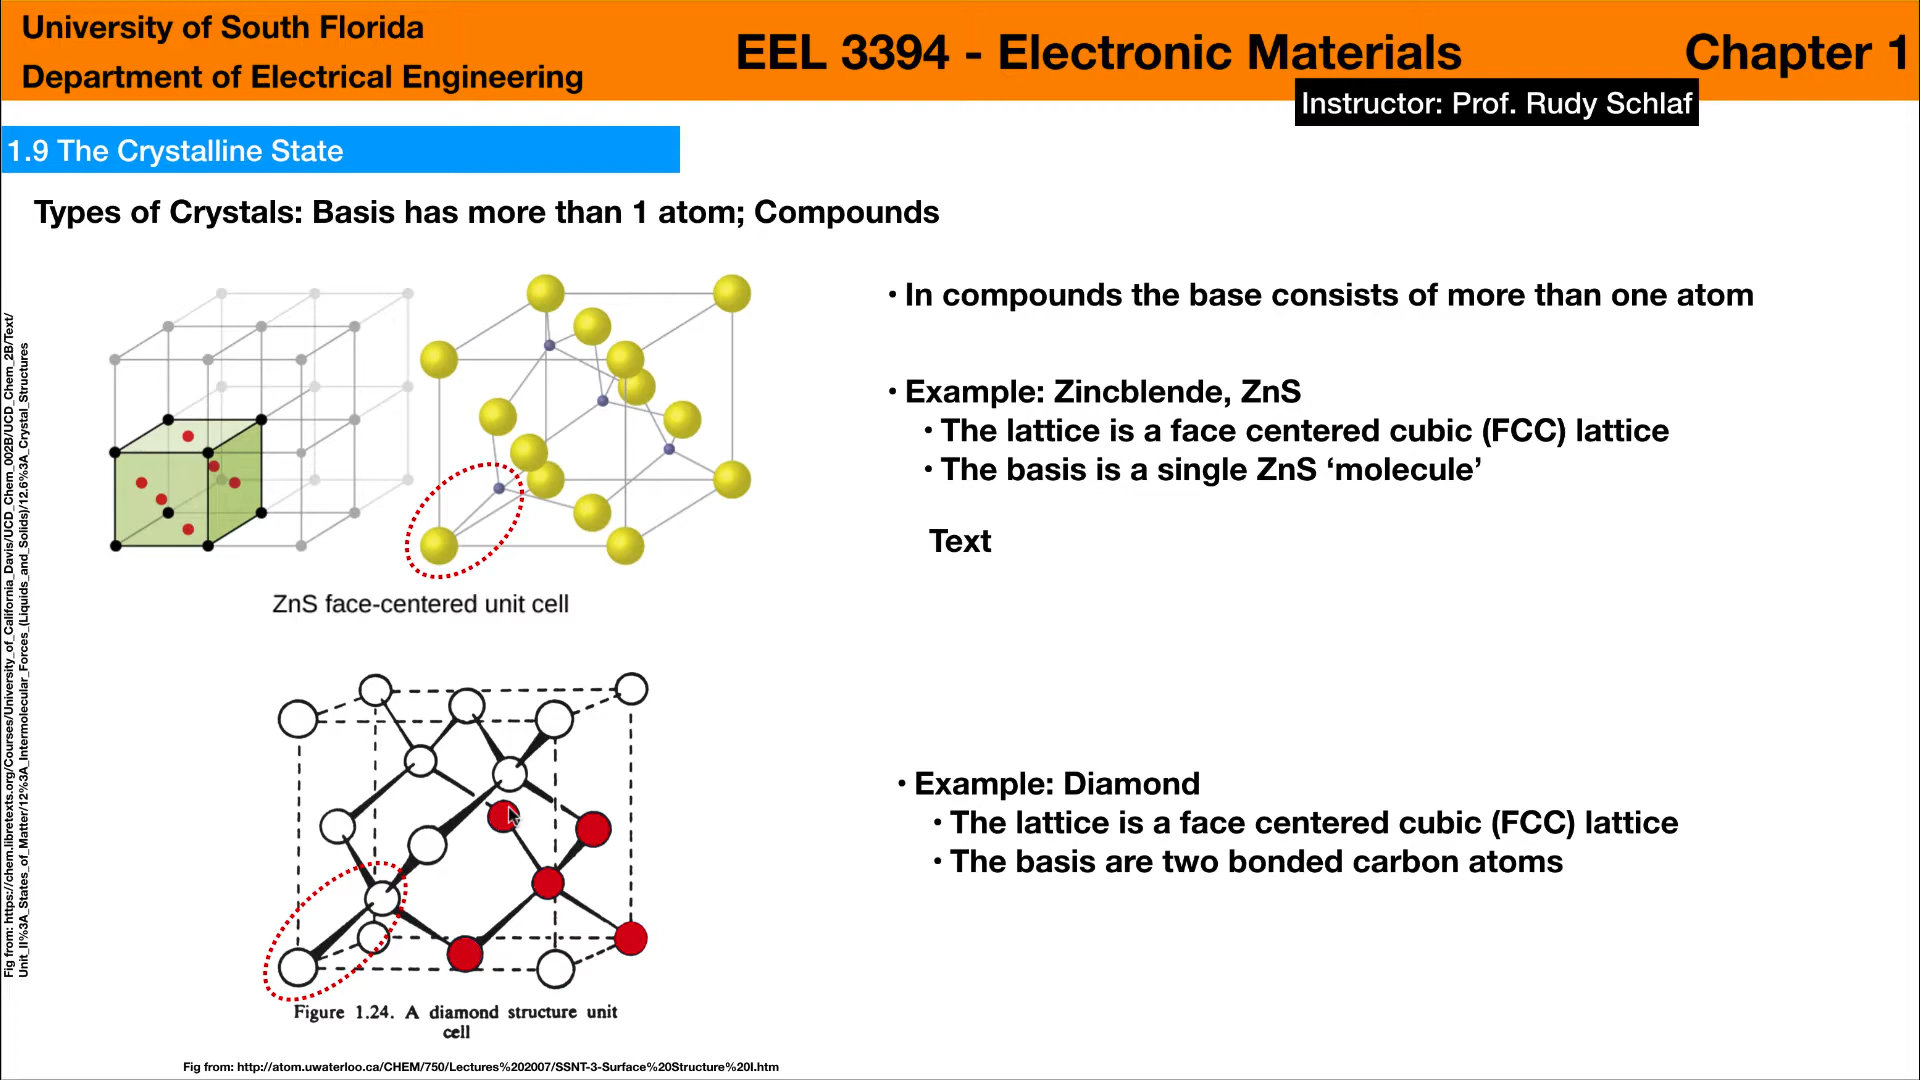 University of South Florida
Department of Electrical Engineering
EEL 3394 - Electronic Materials
Chapter 1
Instructor: Prof. Rudy Schlaf
1.9 The Crystalline State
Types of Crystals: Basis has more than 1 atom; Compounds
• In compounds the base consists of more than one atom
• Example: Zincblende, ZnS
• The lattice is a face centered cubic (FCC) lattice
• The basis is a single ZnS ‘molecule’
Text
ZnS face-centered unit cell
• Example: Diamond
• The lattice is a face centered cubic (FCC) lattice
• The basis are two bonded carbon atoms
Figure 1.24. A diamond structure unit
cell
Fig from: http://atom.uwaterloo.ca/CHEM/750/Lectures%202007/SSNT-3-Surface%20Structure%20I.htm
Fig from: https://chem.libretexts.org/Courses/University_of_California_Davis/UCD_Chem_002B/UCD_Chem_2B/Text/
Unit_II%3A_States_of_Matter/12%3A_Intermolecular_Forces_(Liquids_and_Solids)/12.6%3A_Crystal_Structures